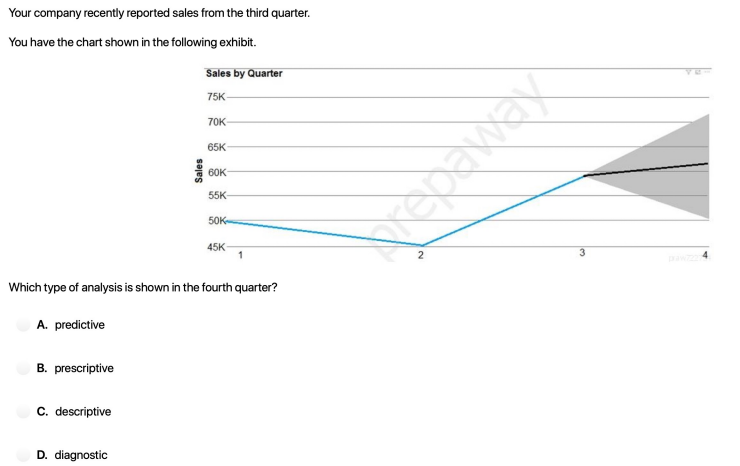 Your company recently reported sales from the third quarter.
You have the chart shown in the following exhibit.
Sales by Quarter
75K
70K
65K
60K
55K
50K
45K
Sales
1
2
3
4
prepaway
Which type of analysis is shown in the fourth quarter?
A. predictive
B. prescriptive
C. descriptive
D. diagnostic